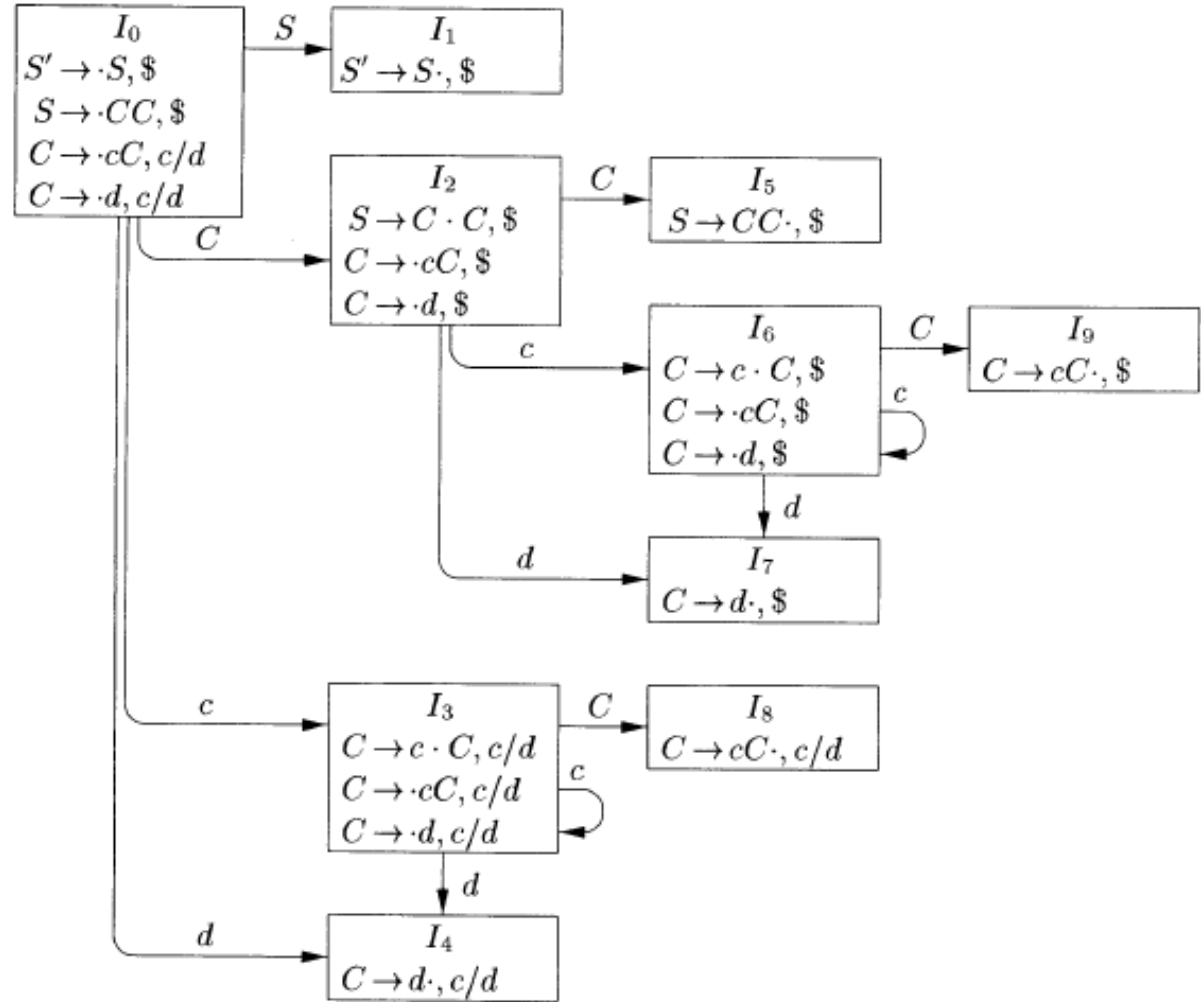 I₀
S' → ·S, $
S → ·CC, $
C → ·cC, c/d
C → ·d, c/d
S
I₁
S' → S·, $
C
I₂
S → C · C, $
C → ·cC, $
C → ·d, $
C
I₅
S → CC·, $
c
I₆
C → c · C, $
C → ·cC, $
C → ·d, $
C
I₉
C → cC·, $
c
d
d
I₇
C → d·, $
c
I₃
C → c · C, c/d
C → ·cC, c/d
C → ·d, c/d
C
I₈
C → cC·, c/d
c
d
d
I₄
C → d·, c/d